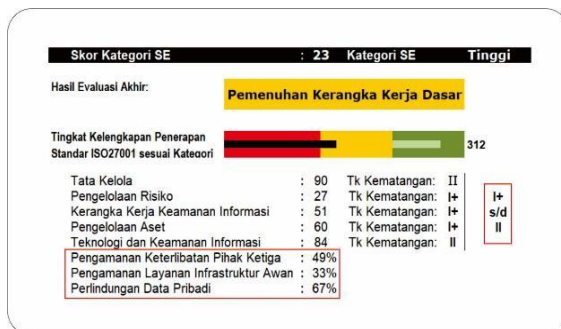 Skor Kategori SE : 23 Kategori SE Tinggi
Hasil Evaluasi Akhir: Pemenuhan Kerangka Kerja Dasar
Tingkat Kelengkapan Penerapan
Standar ISO27001 sesuai Kategori 312
Tata Kelola : 90 Tk Kematangan: II
Pengelolaan Risiko : 27 Tk Kematangan: I+ I+
Kerangka Kerja Keamanan Informasi : 51 Tk Kematangan: I+ s/d
Pengelolaan Aset : 60 Tk Kematangan: I+ II
Teknologi dan Keamanan Informasi : 84 Tk Kematangan: II
Pengamanan Keterlibatan Pihak Ketiga : 49%
Pengamanan Layanan Infrastruktur Awan : 33%
Perlindungan Data Pribadi : 67%